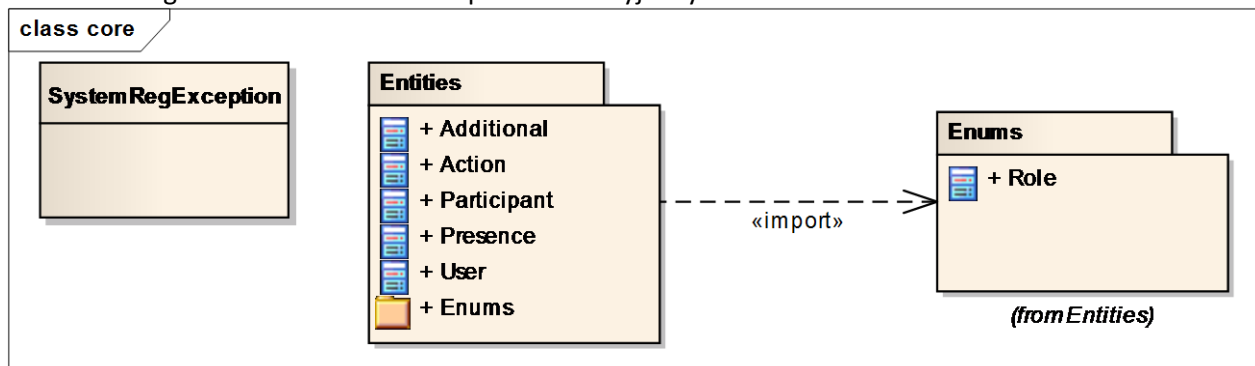 class core
SystemRegException
Entities
+ Additional
+ Action
+ Participant
+ Presence
+ User
+ Enums
«import»
Enums
+ Role
(from Entities)